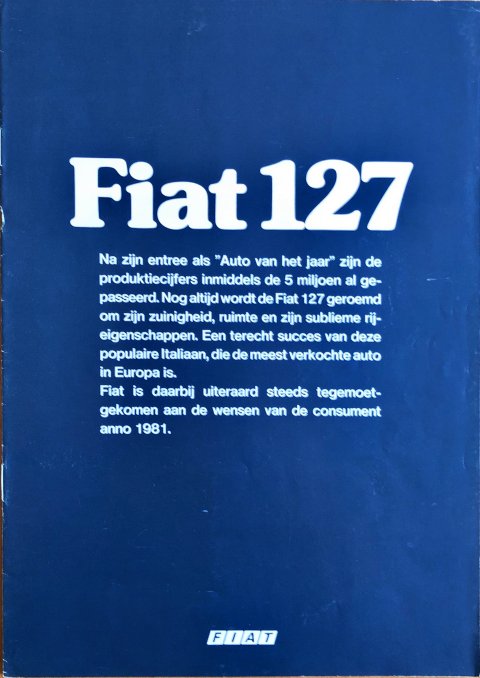 Fiat 127
Na zijn entree als "Auto van het jaar" zijn de
produktiecijfers inmiddels de 5 miljoen al ge-
passeerd. Nog altijd wordt de Fiat 127 geroemd
om zijn zuinigheid, ruimte en zijn sublieme rij-
eigenschappen. Een terecht succes van deze
populaire Italiaan, die de meest verkochte auto
in Europa is.
Fiat is daarbij uiteraard steeds tegemoet-
gekomen aan de wensen van de consument
anno 1981.
FIAT